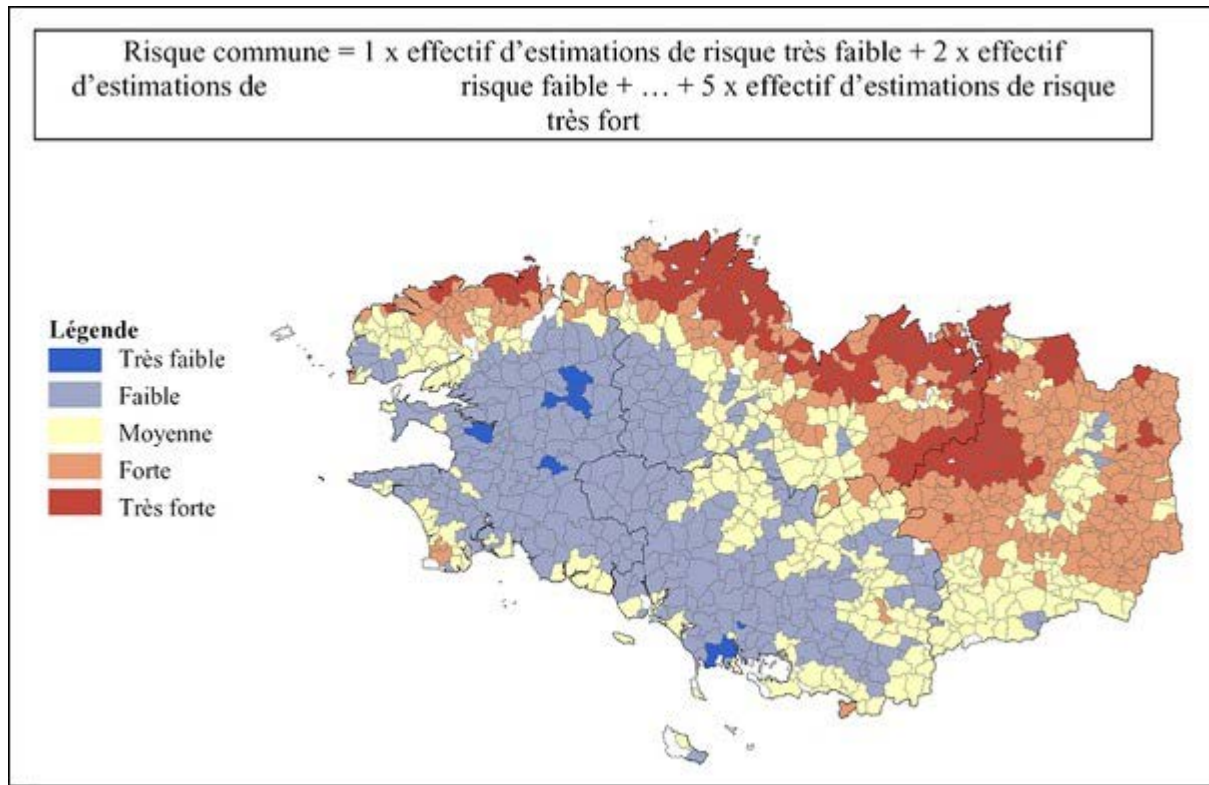 Risque commune = 1 x effectif d’estimations de risque très faible + 2 x effectif
d’estimations de risque faible + … + 5 x effectif d’estimations de risque
très fort
Légende
Très faible
Faible
Moyenne
Forte
Très forte